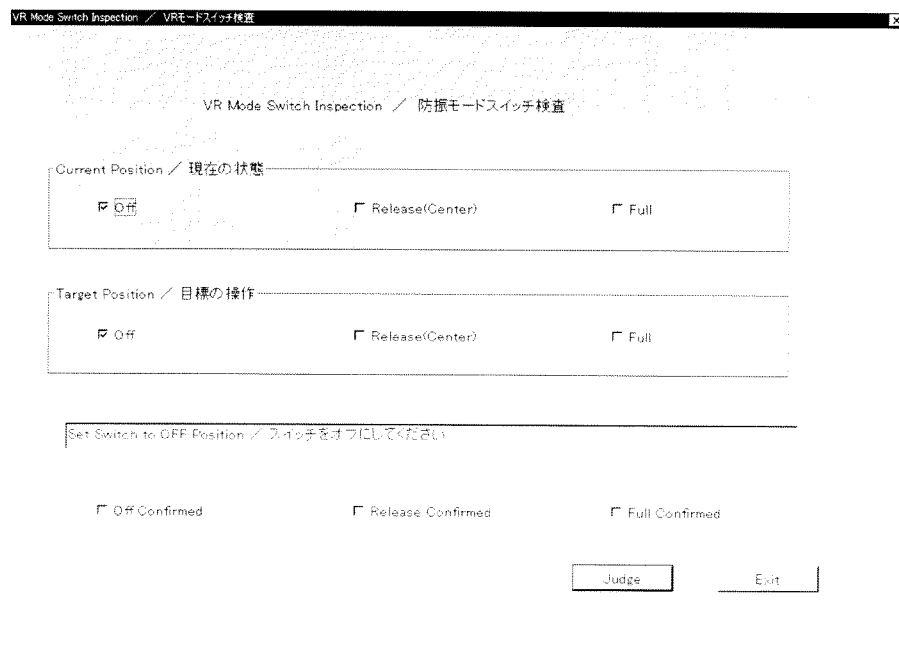 VR Mode Switch Inspection ／ VRモードスイッチ検査
VR Mode Switch Inspection ／ 防振モードスイッチ検査
Current Position ／ 現在の状態
Off Release(Center) Full
Target Position ／ 目標の操作
Off Release(Center) Full
Set Switch to OFF Position ／ スイッチをオフにしてください
Off Confirmed Release Confirmed Full Confirmed
Judge Exit